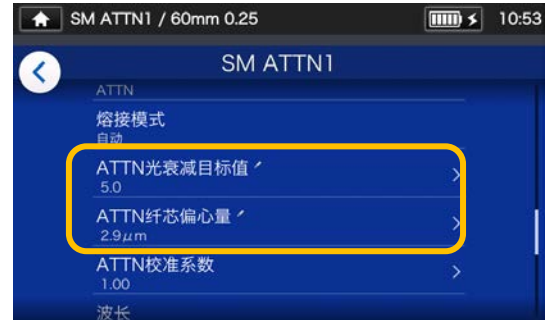 SM ATTN1 / 60mm 0.25
10:53
SM ATTN1
ATTN
熔接模式
自动
ATTN光衰减目标值
5.0
ATTN纤芯偏心量
2.9μm
ATTN校准系数
1.00
波长